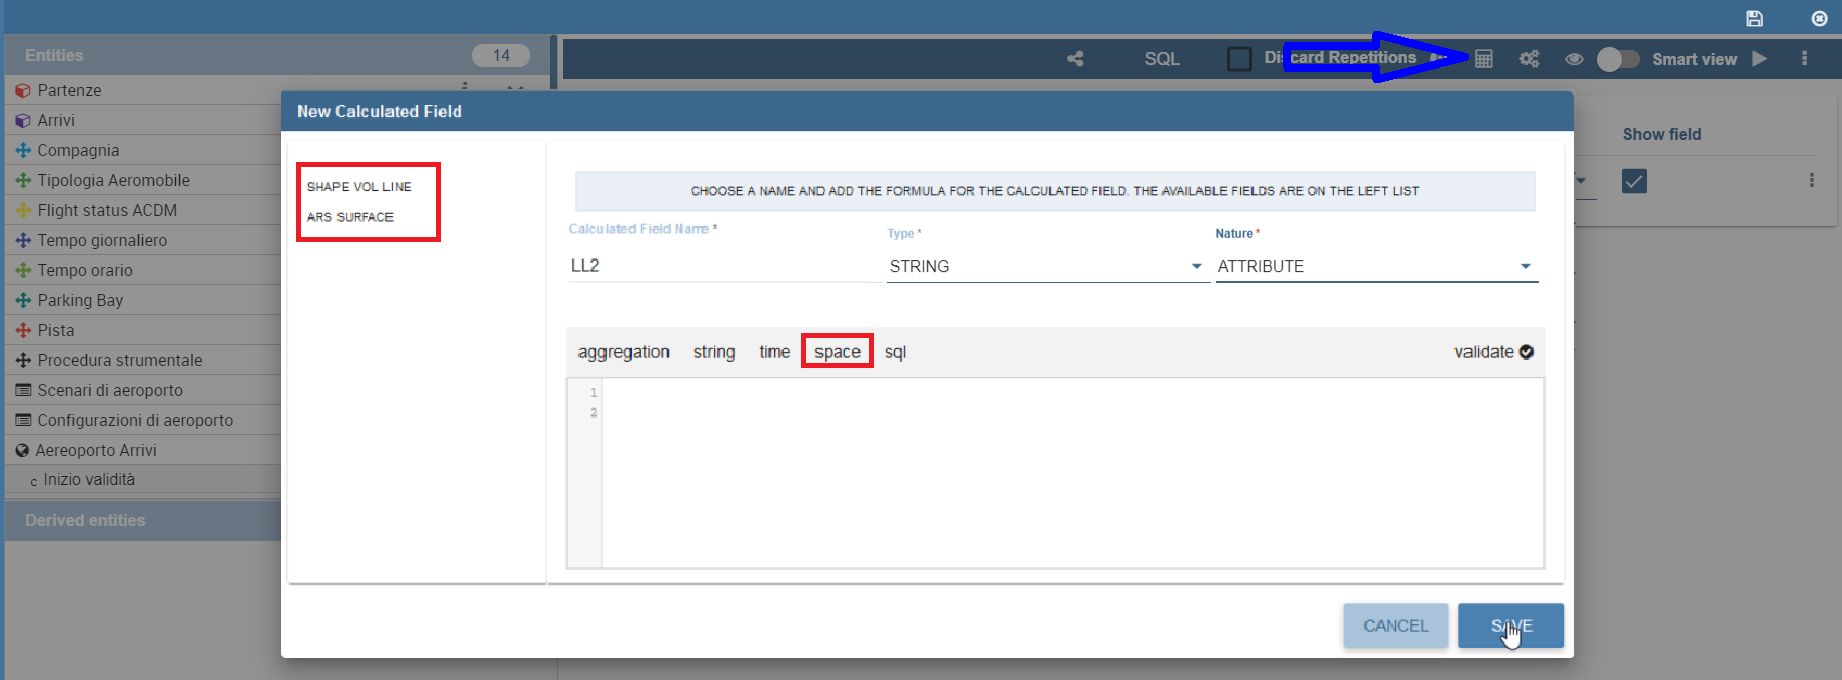 Entities 14
SQL Discard Repetitions Smart view
Partenze
Arrivi
Compagnia
Tipologia Aeromobile
Flight status ACDM
Tempo giornaliero
Tempo orario
Parking Bay
Pista
Procedura strumentale
Scenari di aeroporto
Configurazioni di aeroporto
Aereoporto Arrivi
c Inizio validità
Derived entities
New Calculated Field
SHAPE VOL LINE
ARS SURFACE
CHOOSE A NAME AND ADD THE FORMULA FOR THE CALCULATED FIELD. THE AVAILABLE FIELDS ARE ON THE LEFT LIST
Calculated Field Name * Type * Nature *
LL2 STRING ATTRIBUTE
aggregation string time space sql validate
1
2
CANCEL SAVE
Show field